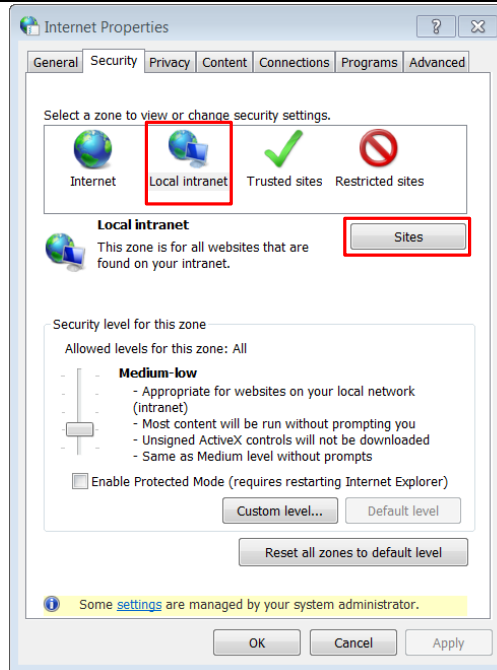 Internet Properties
General Security Privacy Content Connections Programs Advanced
Select a zone to view or change security settings.
Internet Local intranet Trusted sites Restricted sites
Local intranet
This zone is for all websites that are
found on your intranet.
Sites
Security level for this zone
Allowed levels for this zone: All
Medium-low
- Appropriate for websites on your local network
(intranet)
- Most content will be run without prompting you
- Unsigned ActiveX controls will not be downloaded
- Same as Medium level without prompts
Enable Protected Mode (requires restarting Internet Explorer)
Custom level... Default level
Reset all zones to default level
Some settings are managed by your system administrator.
OK Cancel Apply